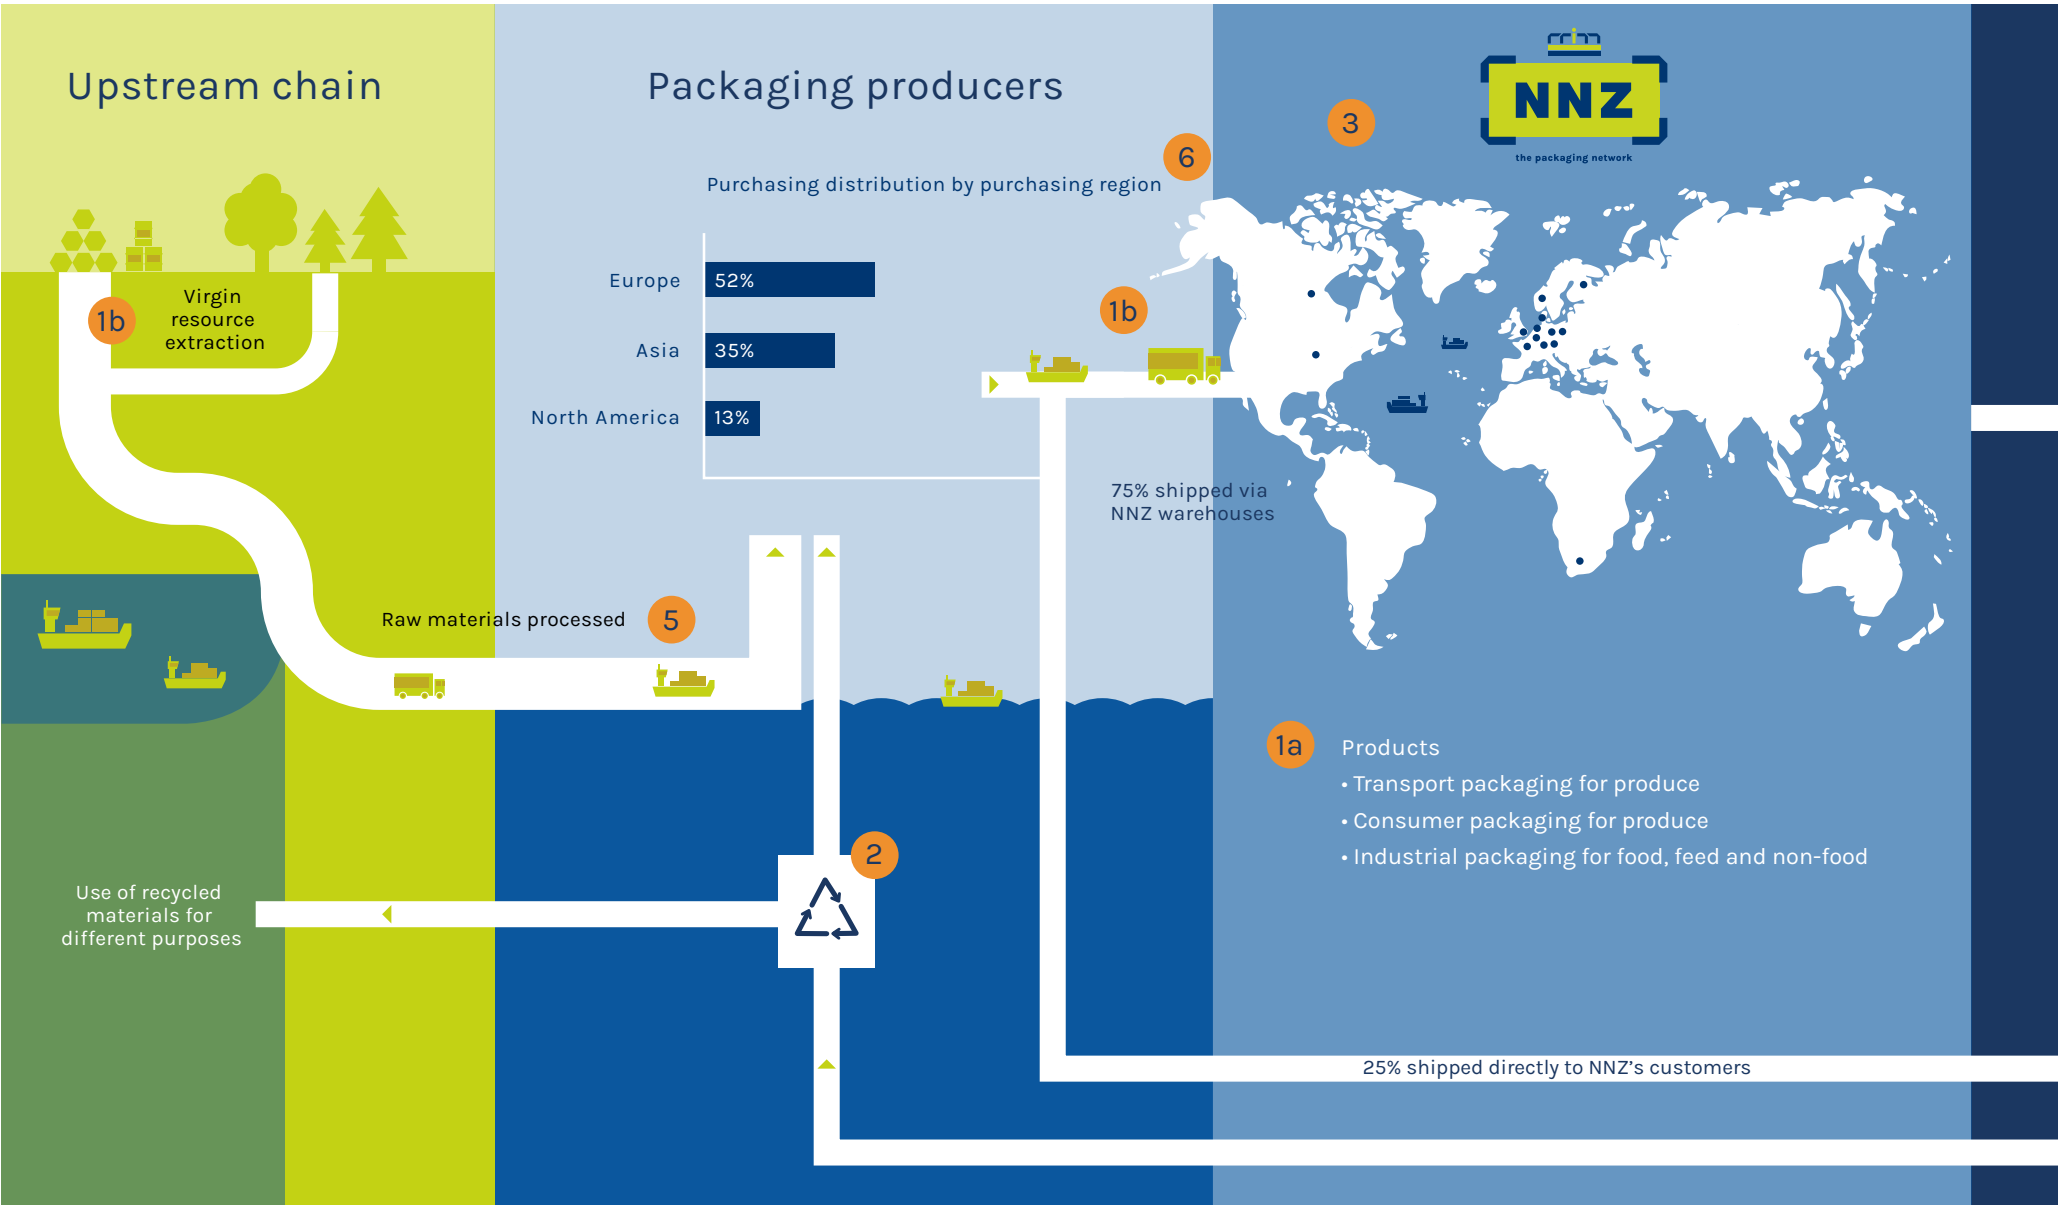 Upstream chain
1b
Virgin
resource
extraction
Use of recycled
materials for
different purposes
Packaging producers
6
Purchasing distribution by purchasing region
Europe 52%
Asia 35%
North America 13%
1b
75% shipped via
NNZ warehouses
Raw materials processed 5
2
3
NNZ
the packaging network
1a Products
• Transport packaging for produce
• Consumer packaging for produce
• Industrial packaging for food, feed and non-food
25% shipped directly to NNZ’s customers